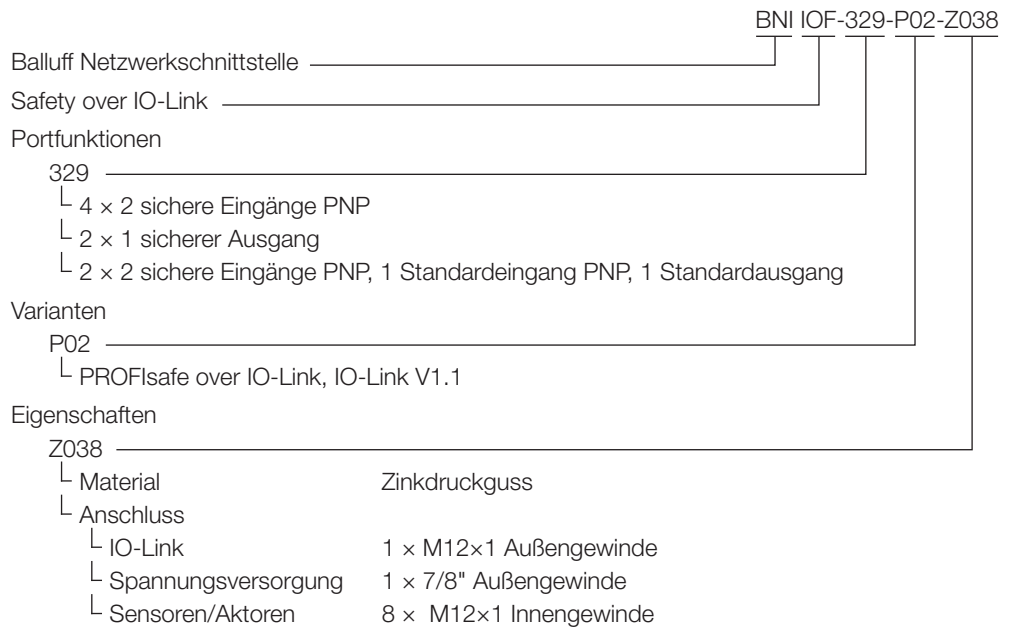 BNI IOF-329-P02-Z038
Balluff Netzwerkschnittstelle
Safety over IO-Link
Portfunktionen
329
4 × 2 sichere Eingänge PNP
2 × 1 sicherer Ausgang
2 × 2 sichere Eingänge PNP, 1 Standardeingang PNP, 1 Standardausgang
Varianten
P02
PROFIsafe over IO-Link, IO-Link V1.1
Eigenschaften
Z038
Material Zinkdruckguss
Anschluss
IO-Link 1 × M12×1 Außengewinde
Spannungsversorgung 1 × 7/8" Außengewinde
Sensoren/Aktoren 8 × M12×1 Innengewinde